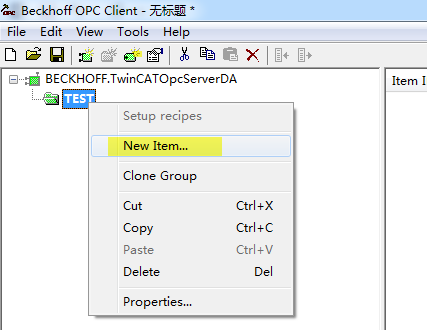 OPC Beckhoff OPC Client - 无标题 *
File Edit View Tools Help
BECKHOFF.TwinCATOpcServerDA
Item I
TEST
Setup recipes
New Item...
Clone Group
Cut Ctrl+X
Copy Ctrl+C
Paste Ctrl+V
Delete Del
Properties...